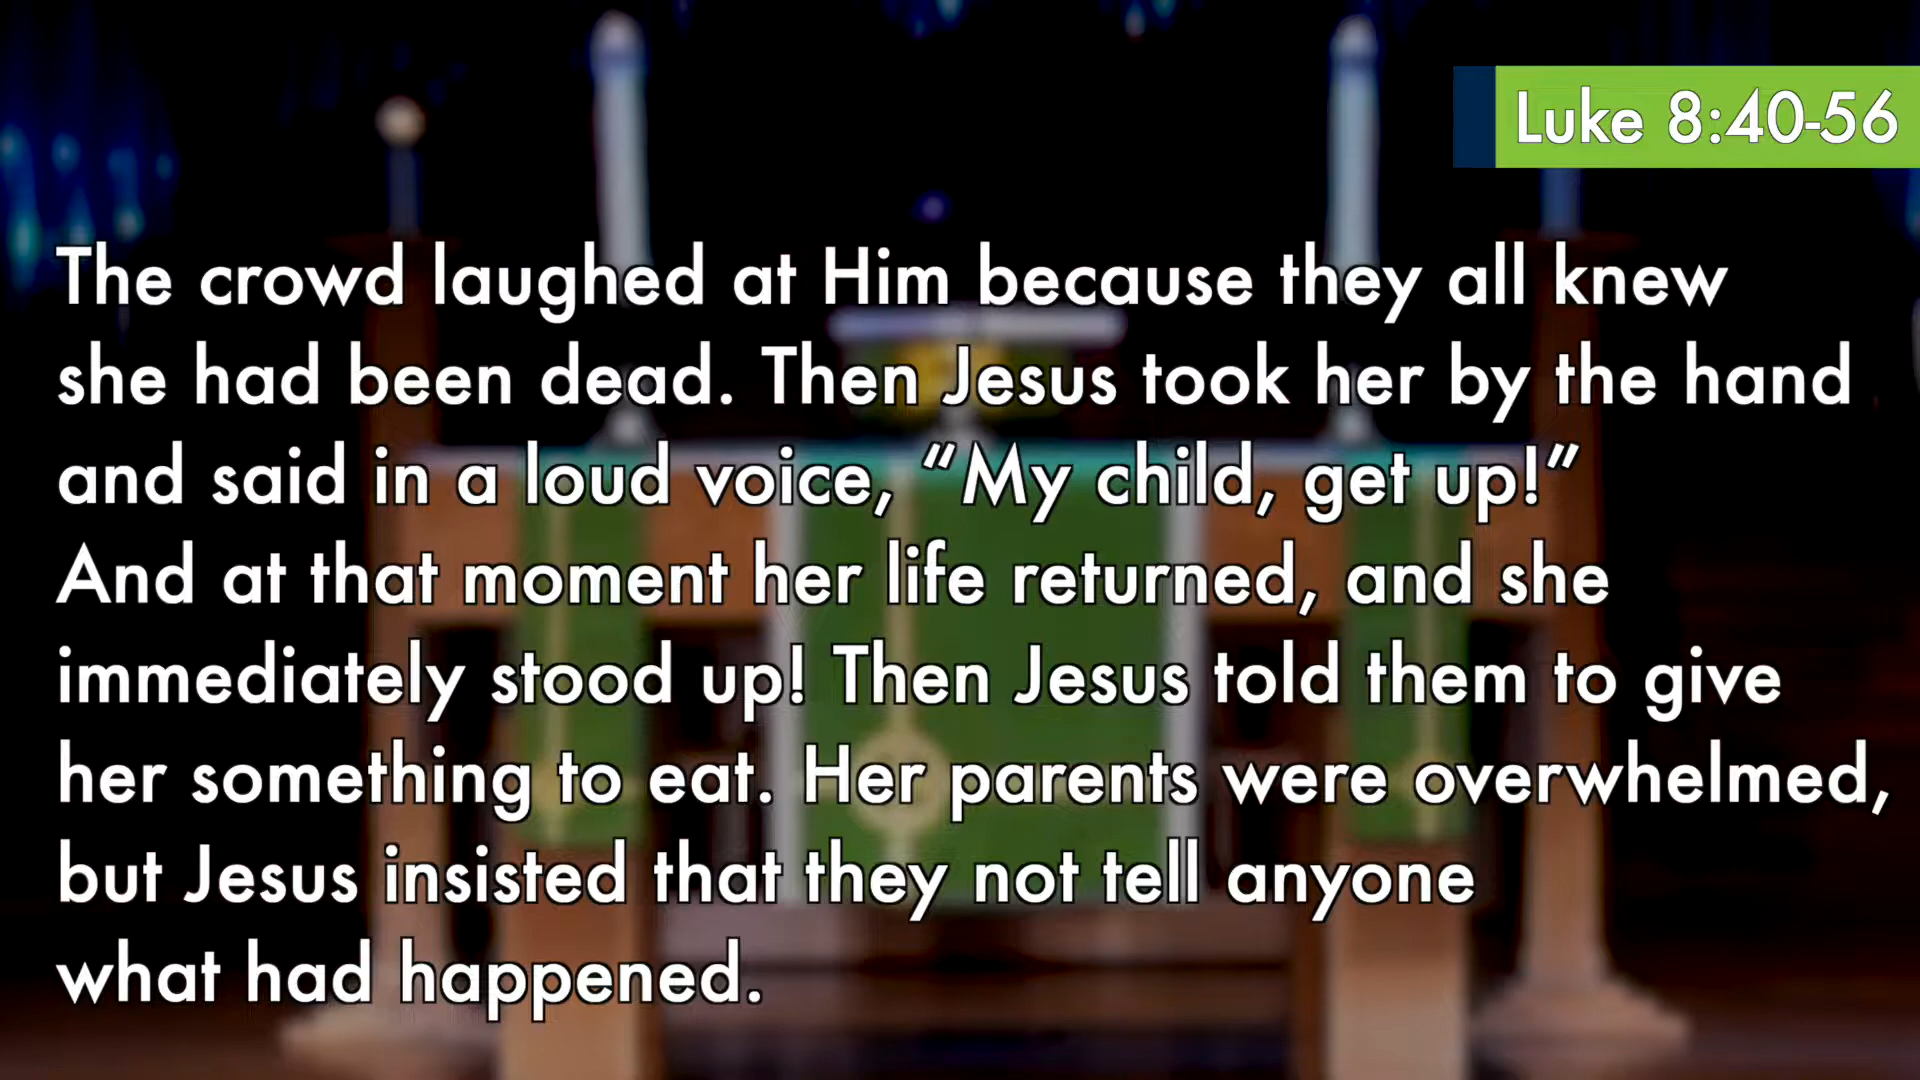 Luke 8:40-56
The crowd laughed at Him because they all knew
she had been dead. Then Jesus took her by the hand
and said in a loud voice, “My child, get up!”
And at that moment her life returned, and she
immediately stood up! Then Jesus told them to give
her something to eat. Her parents were overwhelmed,
but Jesus insisted that they not tell anyone
what had happened.